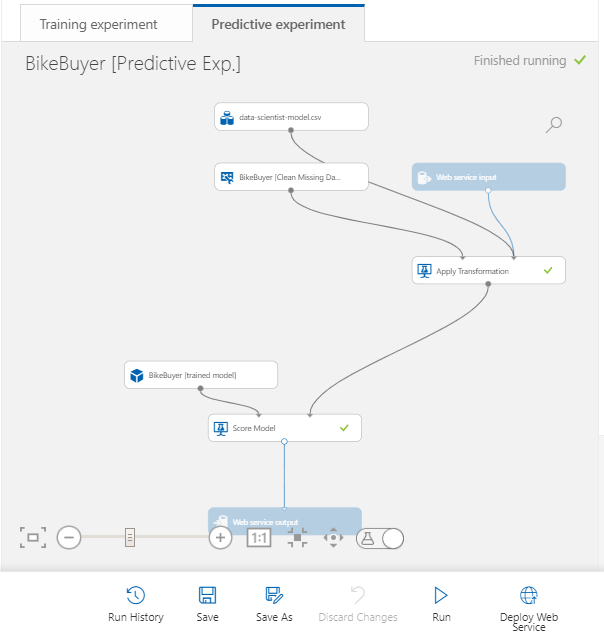 Training experiment
Predictive experiment
BikeBuyer [Predictive Exp.]
Finished running
data-scientist-model.csv
BikeBuyer [Clean Missing Da...
Web service input
Apply Transformation
BikeBuyer [trained model]
Score Model
Web service output
1:1
Run History
Save
Save As
Discard Changes
Run
Deploy Web
Service